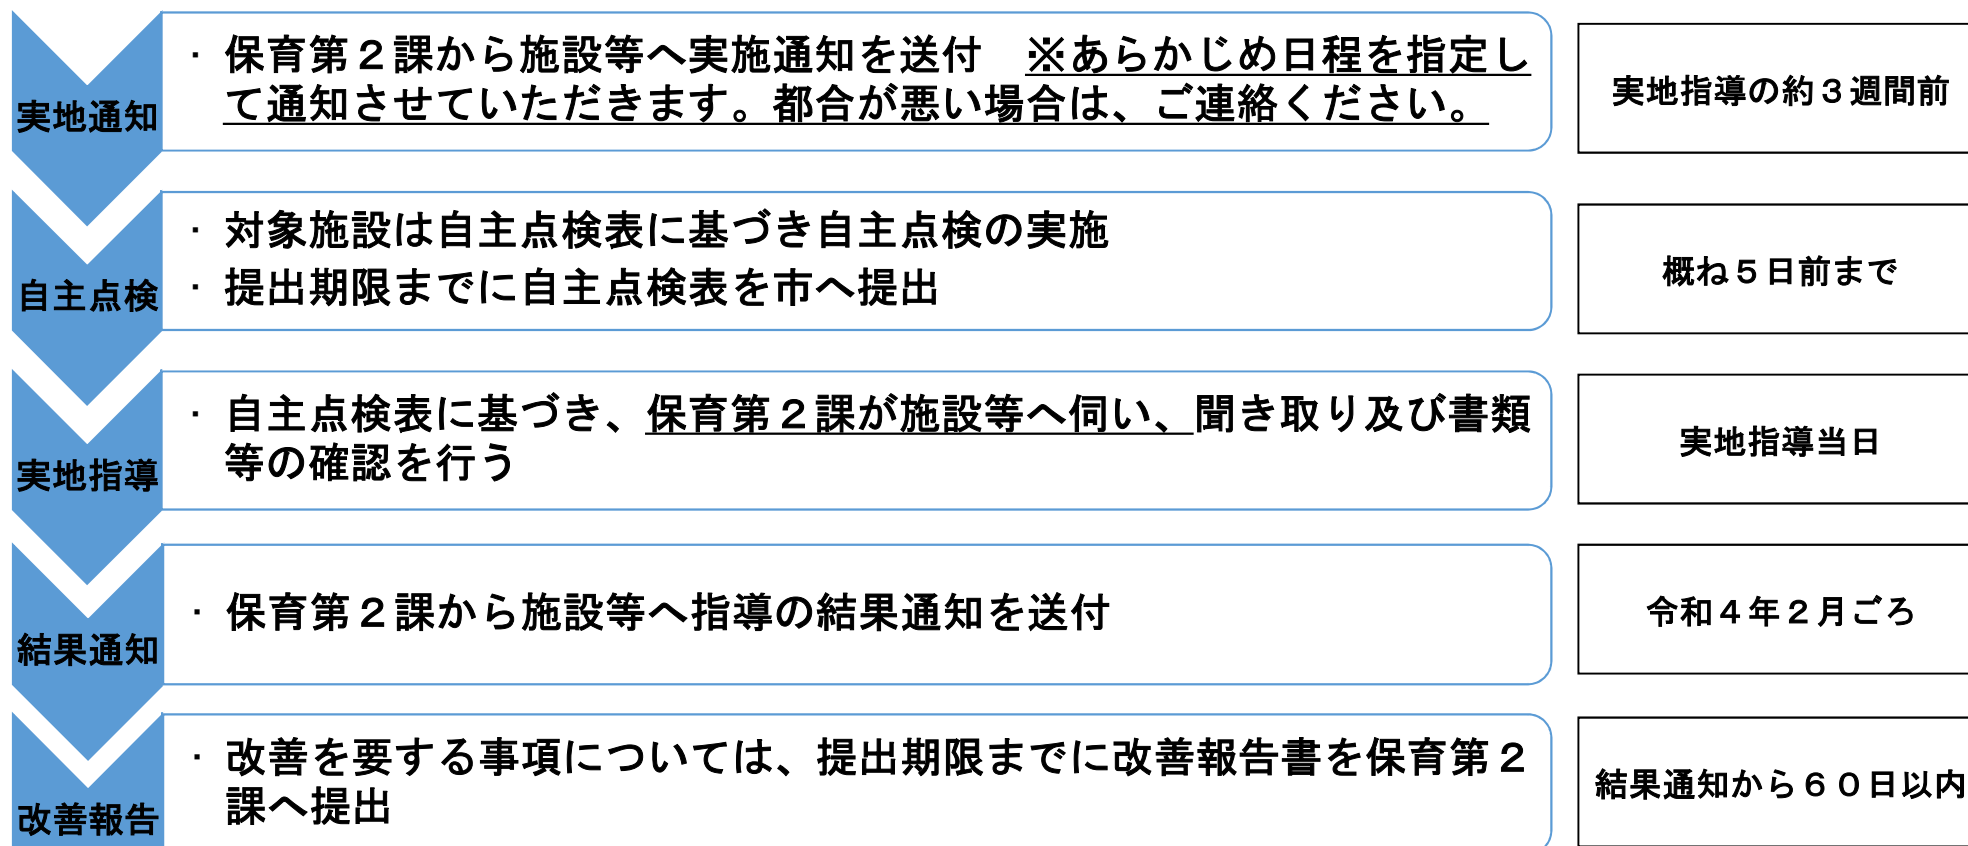 実地通知
・ 保育第２課から施設等へ実施通知を送付　※あらかじめ日程を指定し
て通知させていただきます。都合が悪い場合は、ご連絡ください。
実地指導の約３週間前
自主点検
・ 対象施設は自主点検表に基づき自主点検の実施
・ 提出期限までに自主点検表を市へ提出
概ね５日前まで
実地指導
・ 自主点検表に基づき、保育第２課が施設等へ伺い、聞き取り及び書類
等の確認を行う
実地指導当日
結果通知
・ 保育第２課から施設等へ指導の結果通知を送付
令和４年２月ごろ
改善報告
・ 改善を要する事項については、提出期限までに改善報告書を保育第２
課へ提出
結果通知から６０日以内